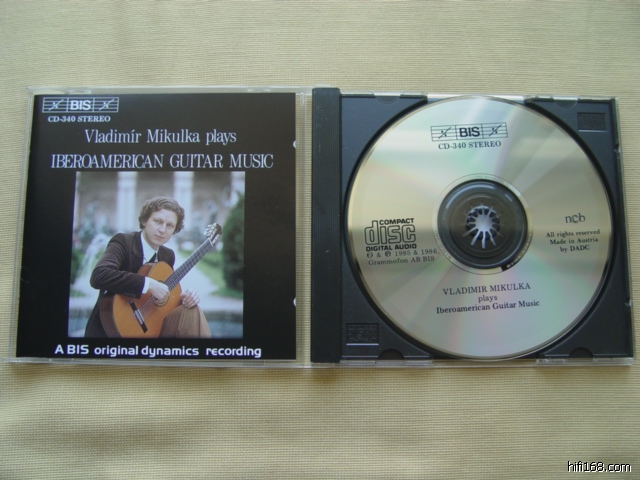 BIS
CD-340 STEREO
Vladimír Mikulka plays
IBEROAMERICAN GUITAR MUSIC
A BIS original dynamics recording
BIS
CD-340 STEREO
COMPACT
disc
DIGITAL AUDIO
℗ & © 1985 & 1986,
Grammofon AB BIS
ncb
All rights reserved
Made in Austria
by DADC
VLADIMIR MIKULKA
plays
Iberoamerican Guitar Music
hifi168.com